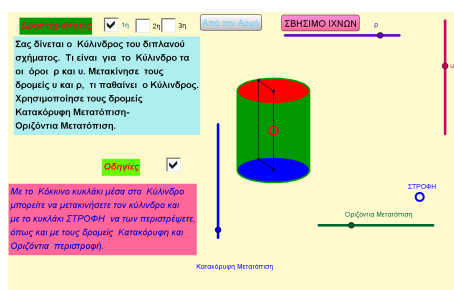 1η 2η 3η Από την Αρχή ΣΒΗΣΙΜΟ ΙΧΝΩΝ ρ
Σας δίνεται ο Κύλινδρος του διπλανού
σχήματος. Τι είναι για το Κύλινδρο τα
οι όροι ρ και υ. Μετακίνησε τους
δρομείς υ και ρ, τι παθαίνει ο Κύλινδρος.
Χρησιμοποίησε τους δρομείς
Κατακόρυφη Μετατόπιση-
Οριζόντια Μετατόπιση.
υ
Οδηγίες
Με το Κόκκινο κυκλάκι μέσα στο Κύλινδρο
μπορείτε να μετακινήσετε τον κύλινδρο και
με το κυκλάκι ΣΤΡΟΦΗ να των περιστρέψετε,
όπως και με τους δρομείς Κατακόρυφη και
Οριζόντια περιστροφή.
ΣΤΡΟΦΗ
Οριζόντια Μετατόπιση
Κατακόρυφη Μετατόπιση